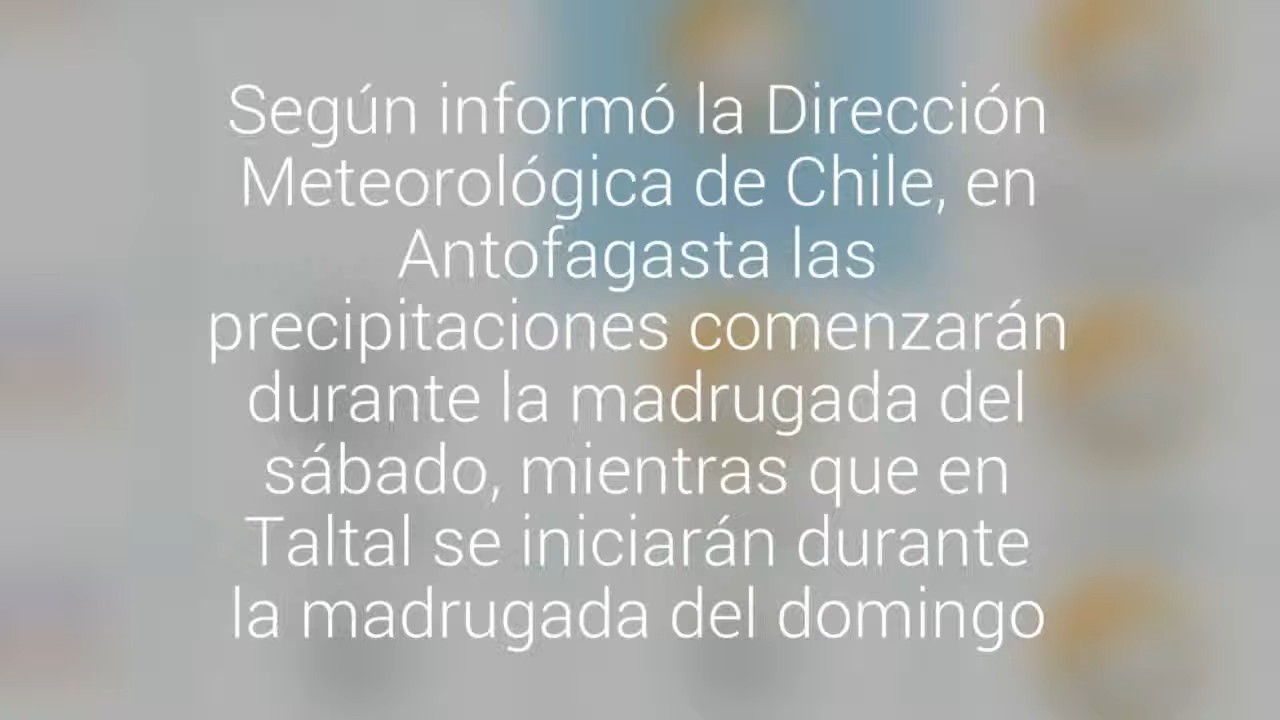 Según informó la Dirección
Meteorológica de Chile, en
Antofagasta las
precipitaciones comenzarán
durante la madrugada del
sábado, mientras que en
Taltal se iniciarán durante
la madrugada del domingo